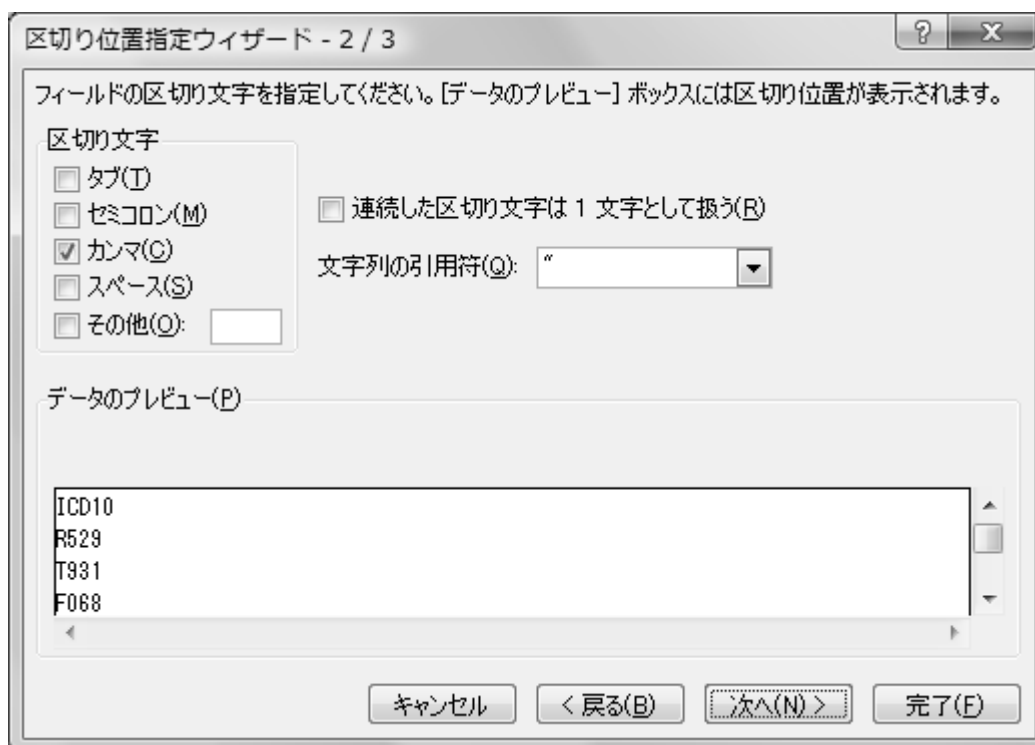 区切り位置指定ウィザード - 2 / 3
フィールドの区切り文字を指定してください。[データのプレビュー] ボックスには区切り位置が表示されます。
区切り文字
タブ(T)
セミコロン(M)
カンマ(C)
スペース(S)
その他(O):
連続した区切り文字は 1 文字として扱う(R)
文字列の引用符(Q): "
データのプレビュー(P)
ICD10
R529
T931
F068
キャンセル < 戻る(B) 次へ(N) > 完了(F)